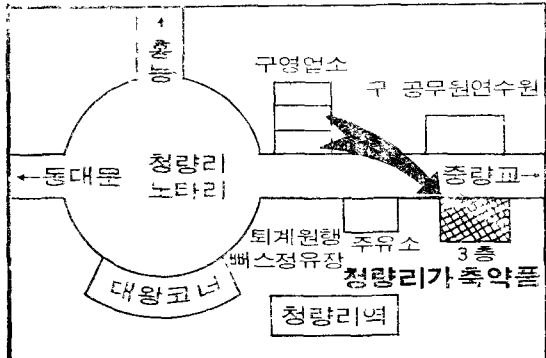 ↑
홍능
구영업소
구 공무원연수원
←동대문
청량리
노타리
중량교→
퇴계원행
뻐스정유장
주유소
3층
청량리가축약품
대왕코너
청량리역